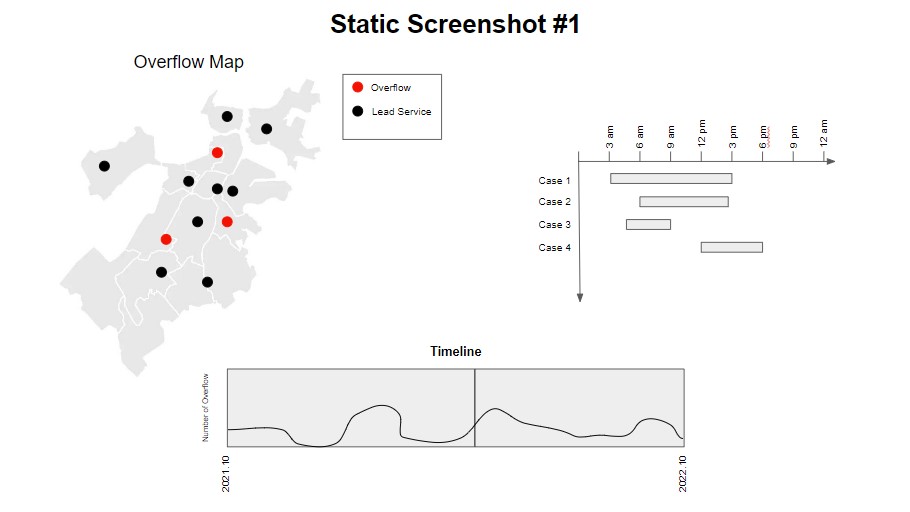 Static Screenshot #1
Overflow Map
Overflow
Lead Service
3 am
6 am
9 am
12 pm
3 pm
6 pm
9 pm
12 am
Case 1
Case 2
Case 3
Case 4
Timeline
Number of Overflow
2021.10
2022.10